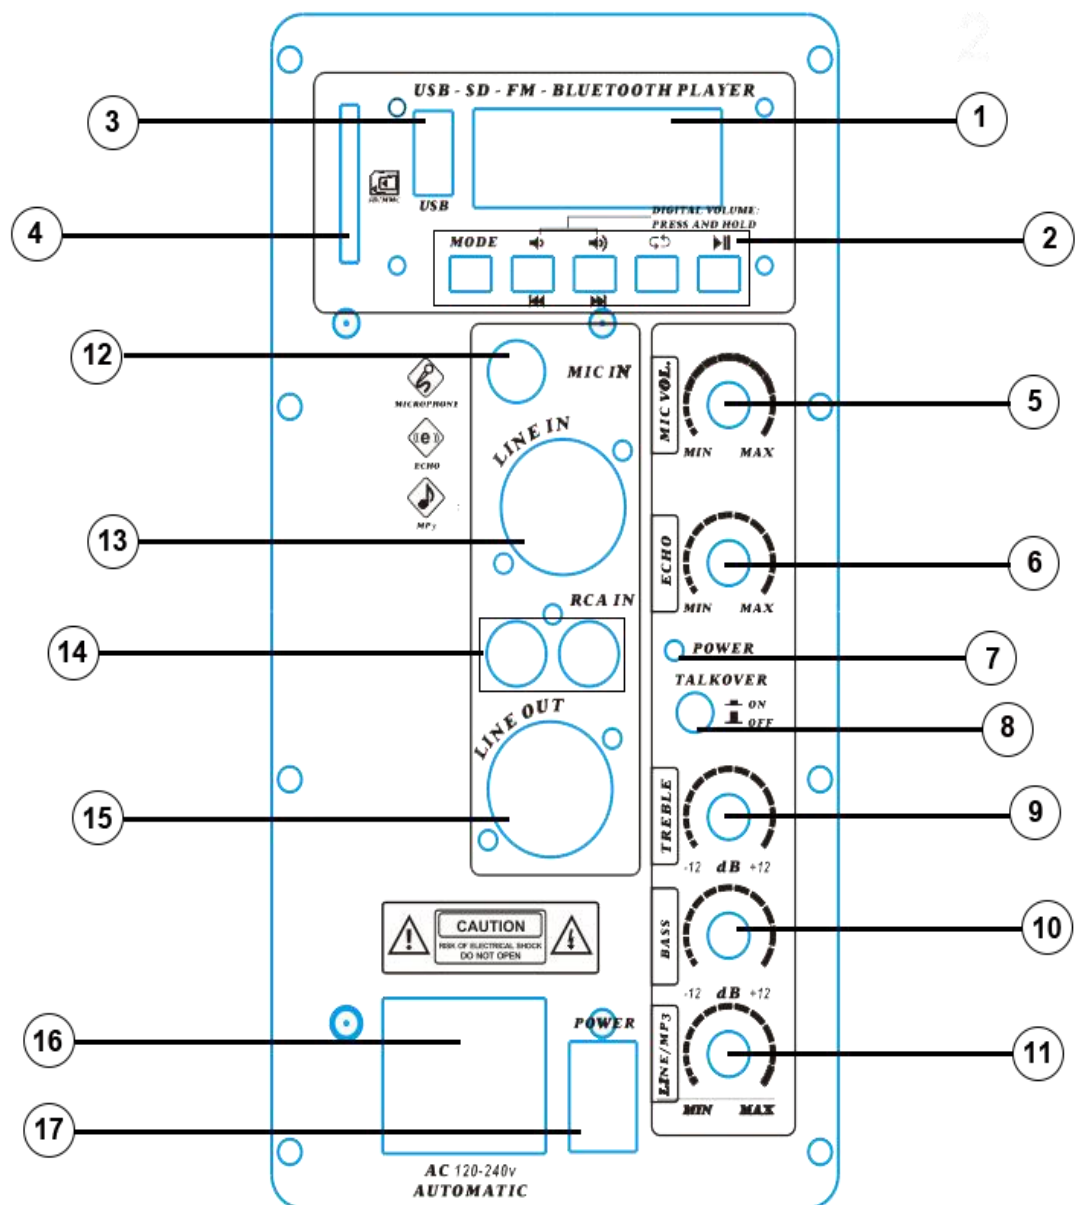 2
USB - SD - FM - BLUETOOTH PLAYER
3
1
USB
4
DIGITAL VOLUME:
PRESS AND HOLD
2
MODE
12
MIC IN
MICROPHONE
MIC VOL.
5
MIN MAX
LINE IN
ECHO
MP3
13
ECHO
6
MIN MAX
RCA IN
14
POWER
7
TALKOVER
ON
OFF
8
LINE OUT
15
TREBLE
9
-12 dB +12
BASS
10
-12 dB +12
CAUTION
RISK OF ELECTRICAL SHOCK
DO NOT OPEN
16
POWER
LINE/MP3
11
MIN MAX
17
AC 120-240v
AUTOMATIC